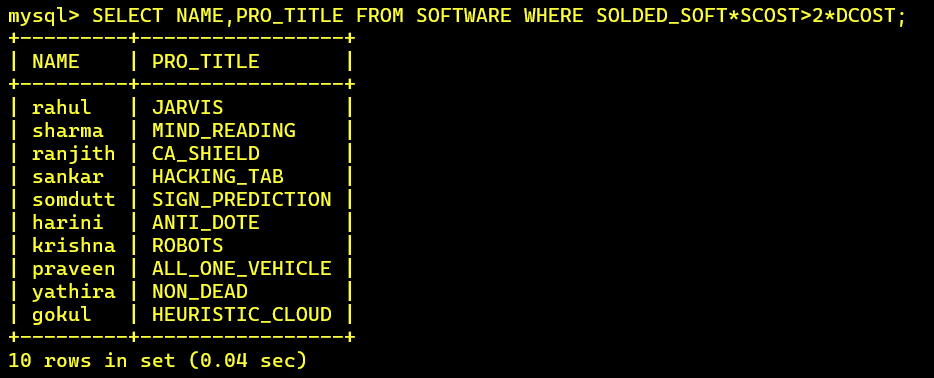 mysql> SELECT NAME,PRO_TITLE FROM SOFTWARE WHERE SOLDED_SOFT*SCOST>2*DCOST;
+---------+-----------------+
| NAME    | PRO_TITLE       |
+---------+-----------------+
| rahul   | JARVIS          |
| sharma  | MIND_READING    |
| ranjith | CA_SHIELD       |
| sankar  | HACKING_TAB     |
| somdutt | SIGN_PREDICTION |
| harini  | ANTI_DOTE       |
| krishna | ROBOTS          |
| praveen | ALL_ONE_VEHICLE |
| yathira | NON_DEAD        |
| gokul   | HEURISTIC_CLOUD |
+---------+-----------------+
10 rows in set (0.04 sec)